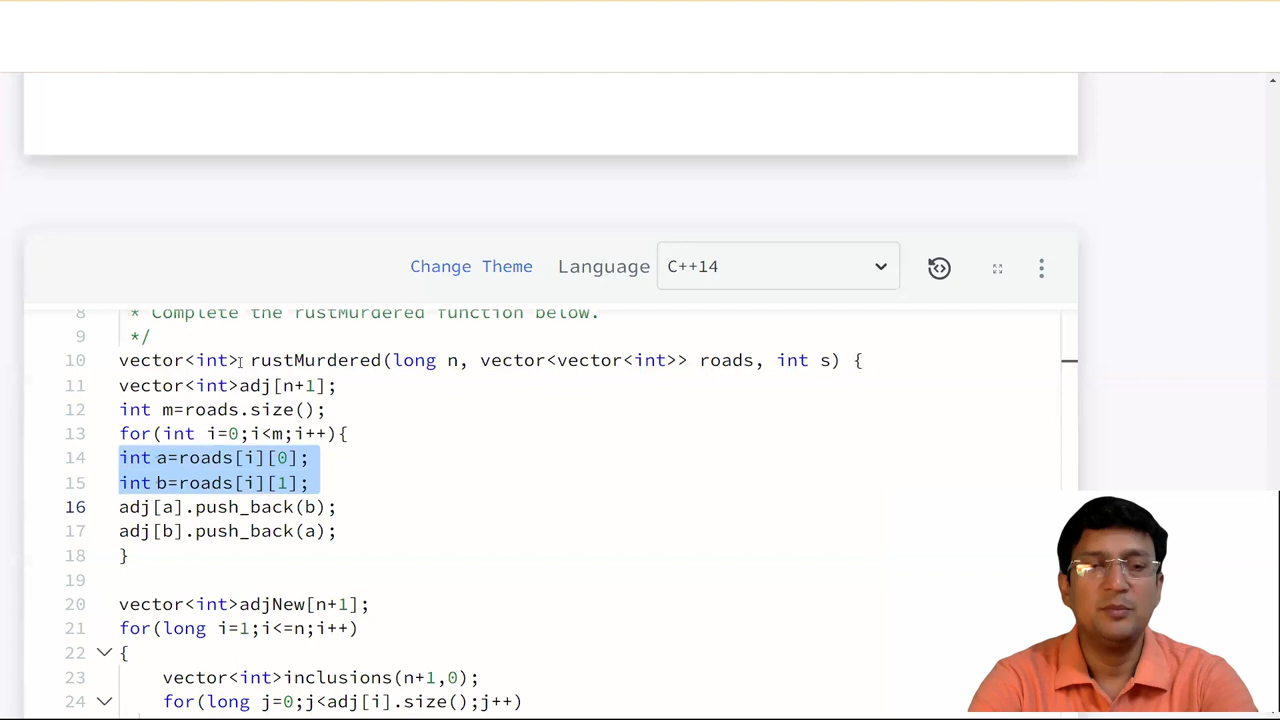 Change Theme Language C++14
8 * Complete the rustMurdered function below.
9 */
10 vector<int> rustMurdered(long n, vector<vector<int>> roads, int s) {
11 vector<int>adj[n+1];
12 int m=roads.size();
13 for(int i=0;i<m;i++){
14 int a=roads[i][0];
15 int b=roads[i][1];
16 adj[a].push_back(b);
17 adj[b].push_back(a);
18 }
19
20 vector<int>adjNew[n+1];
21 for(long i=1;i<=n;i++)
22 {
23 vector<int>inclusions(n+1,0);
24 for(long j=0;j<adj[i].size();j++)